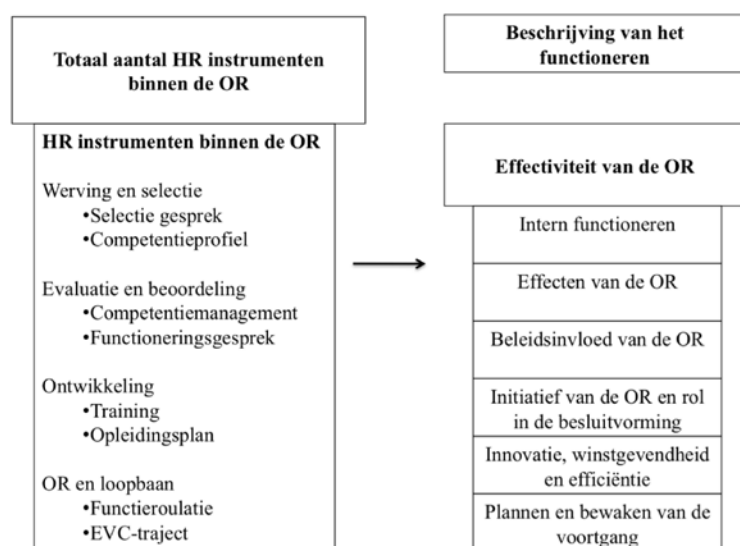 Totaal aantal HR instrumenten
binnen de OR
HR instrumenten binnen de OR
Werving en selectie
•Selectie gesprek
•Competentieprofiel
Evaluatie en beoordeling
•Competentiemanagement
•Functioneringsgesprek
Ontwikkeling
•Training
•Opleidingsplan
OR en loopbaan
•Functieroulatie
•EVC-traject
Beschrijving van het
functioneren
Effectiviteit van de OR
Intern functioneren
Effecten van de OR
Beleidsinvloed van de OR
Initiatief van de OR en rol
in de besluitvorming
Innovatie, winstgevendheid
en efficiëntie
Plannen en bewaken van de
voortgang